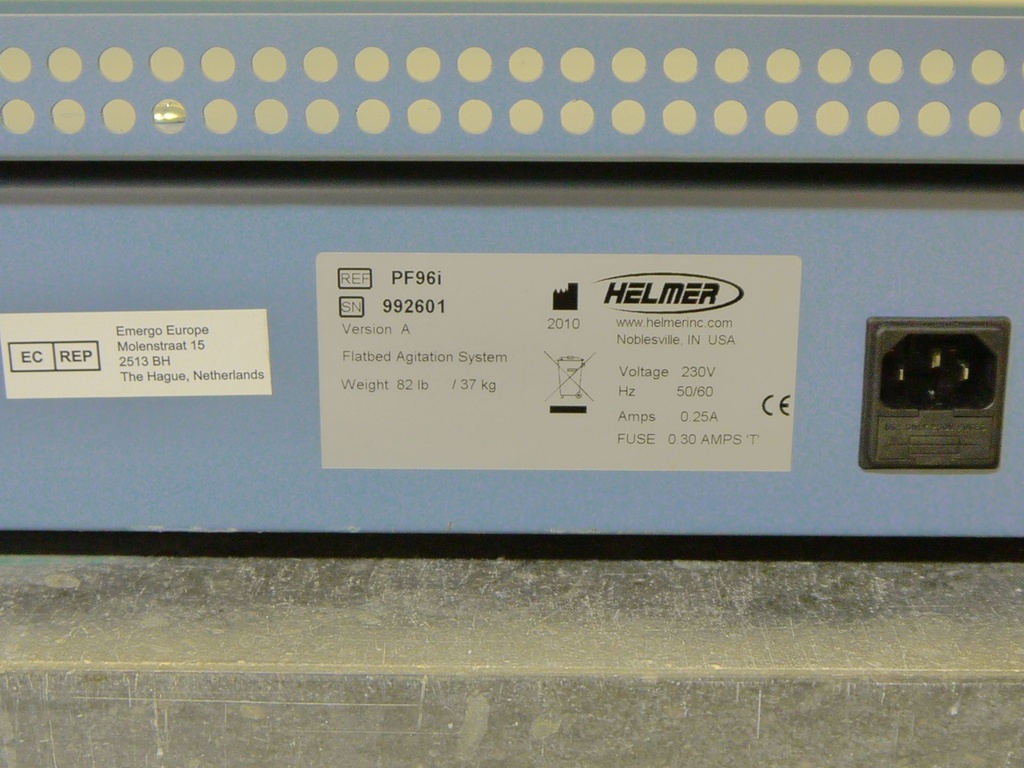 EC REP
Emergo Europe
Molenstraat 15
2513 BH
The Hague, Netherlands
REF PF96i
SN 992601
Version A
Flatbed Agitation System
Weight 82 lb / 37 kg
2010
HELMER
www.helmerinc.com
Noblesville, IN USA
Voltage 230V
Hz 50/60
Amps 0.25A
FUSE 0.30 AMPS 'T'
CE